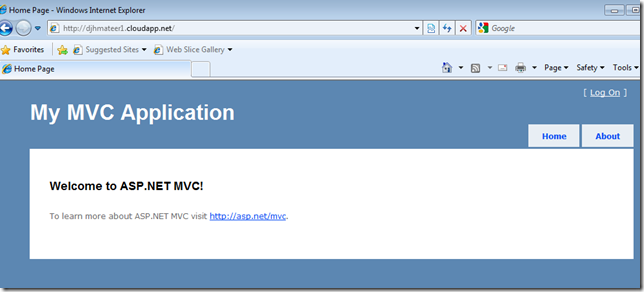 Home Page - Windows Internet Explorer
http://djhmateer1.cloudapp.net/
Google
Favorites Suggested Sites Web Slice Gallery
Home Page Page Safety Tools
[ Log On ]
My MVC Application
Home About
Welcome to ASP.NET MVC!
To learn more about ASP.NET MVC visit http://asp.net/mvc.